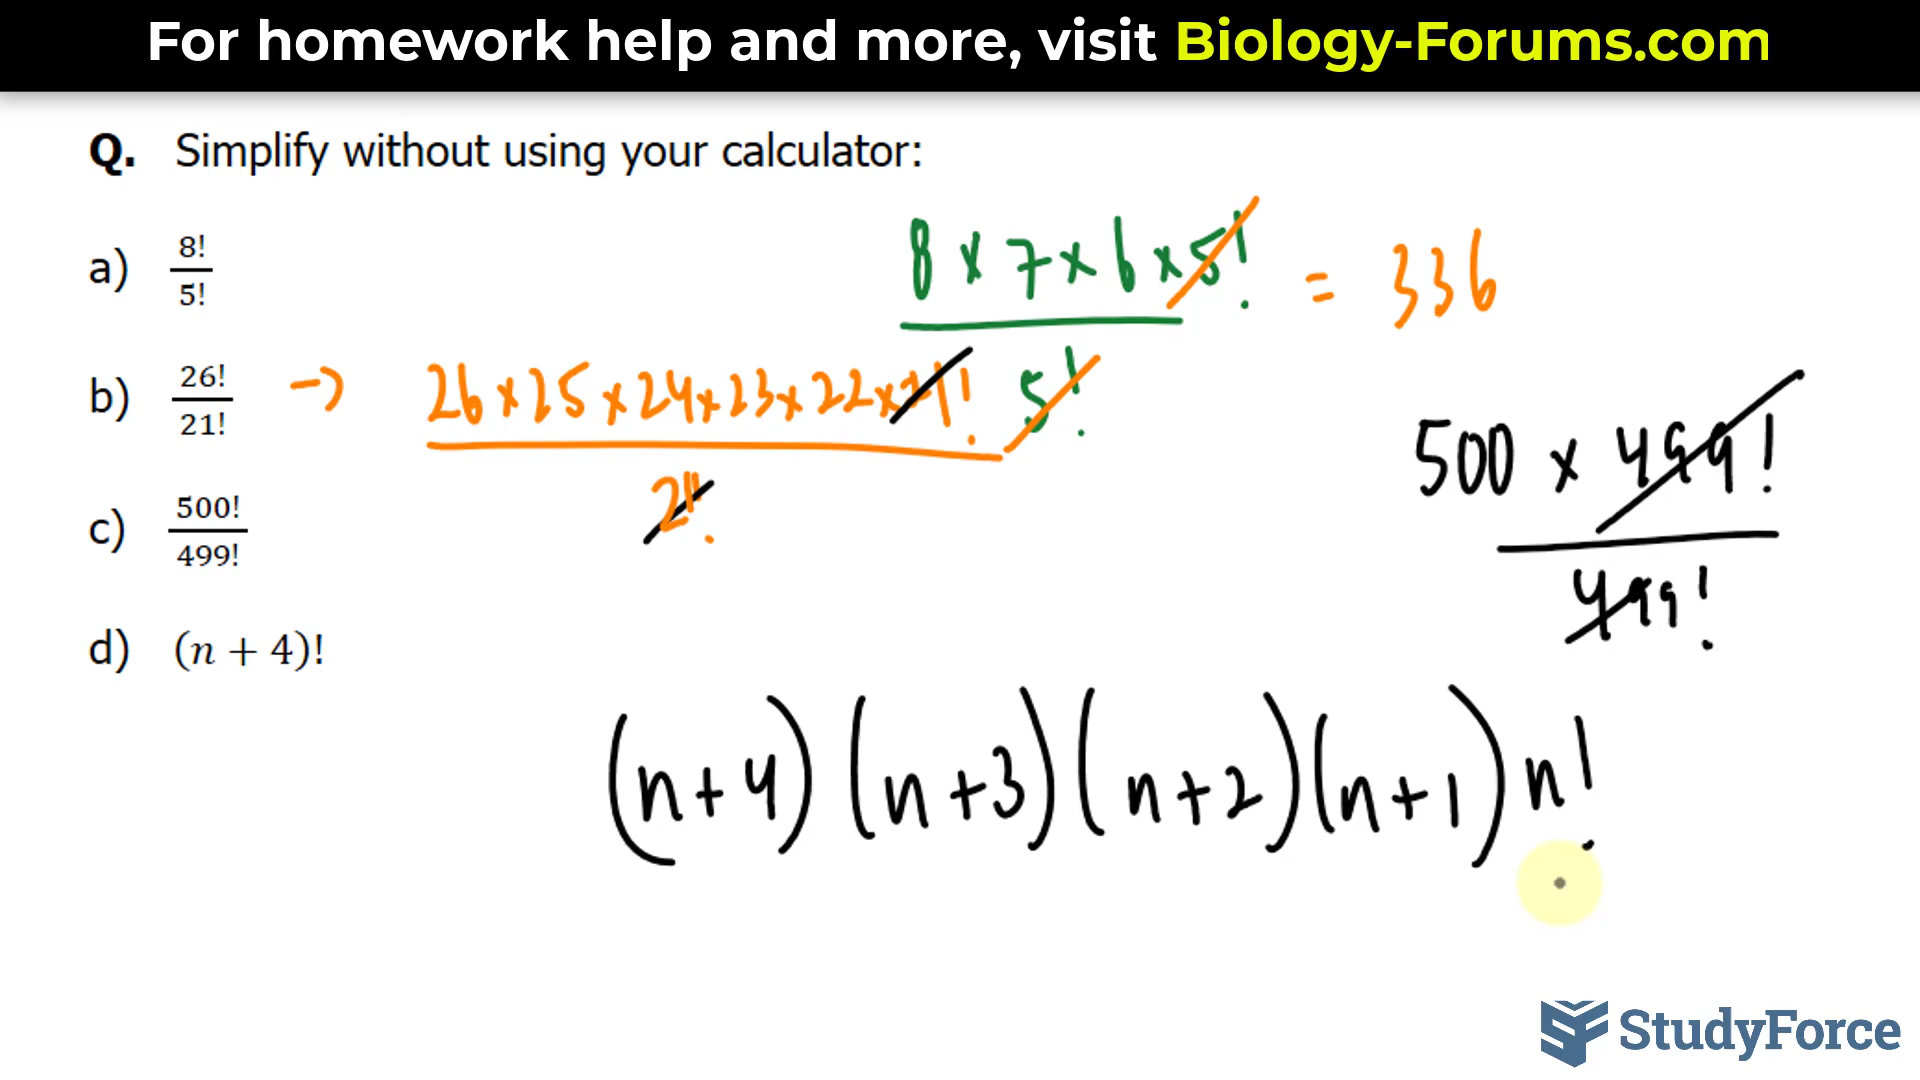 For homework help and more, visit Biology-Forums.com
Q. Simplify without using your calculator:
a) 8!/5!
8 × 7 × 6 × 5! / 5! = 336
b) 26!/21! → 26 × 25 × 24 × 23 × 22 × 21! / 21!
c) 500!/499!
500 × 499! / 499!
d) (n + 4)!
(n+4) (n+3) (n+2) (n+1) n!
StudyForce